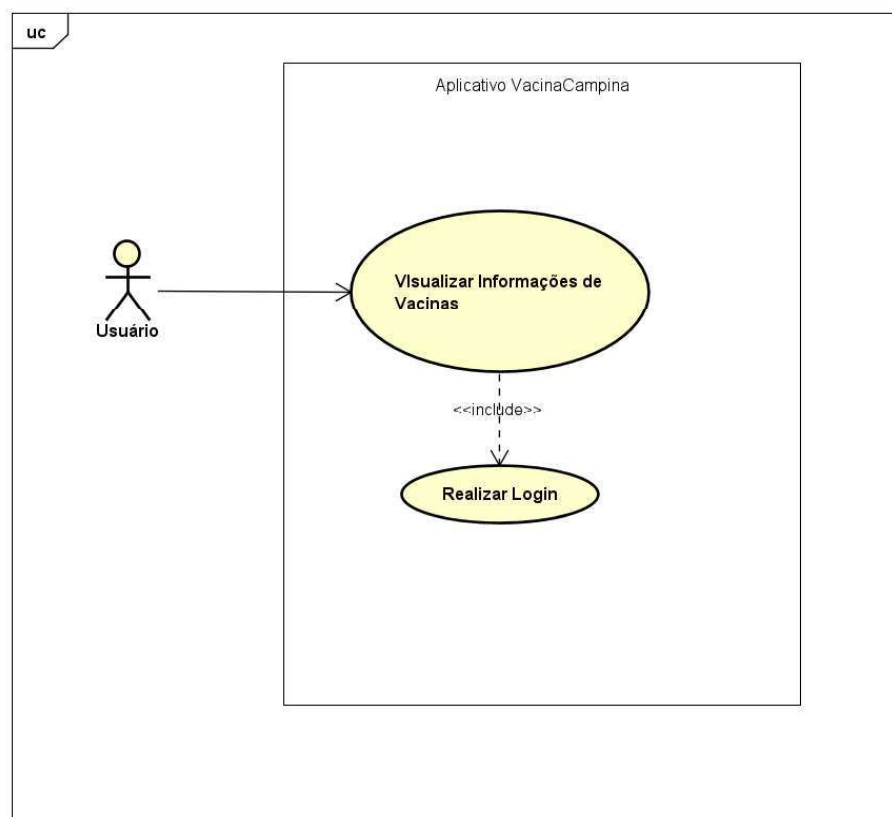 uc
Aplicativo VacinaCampina
VIsualizar Informações de
Vacinas
Usuário
<<include>>
Realizar Login